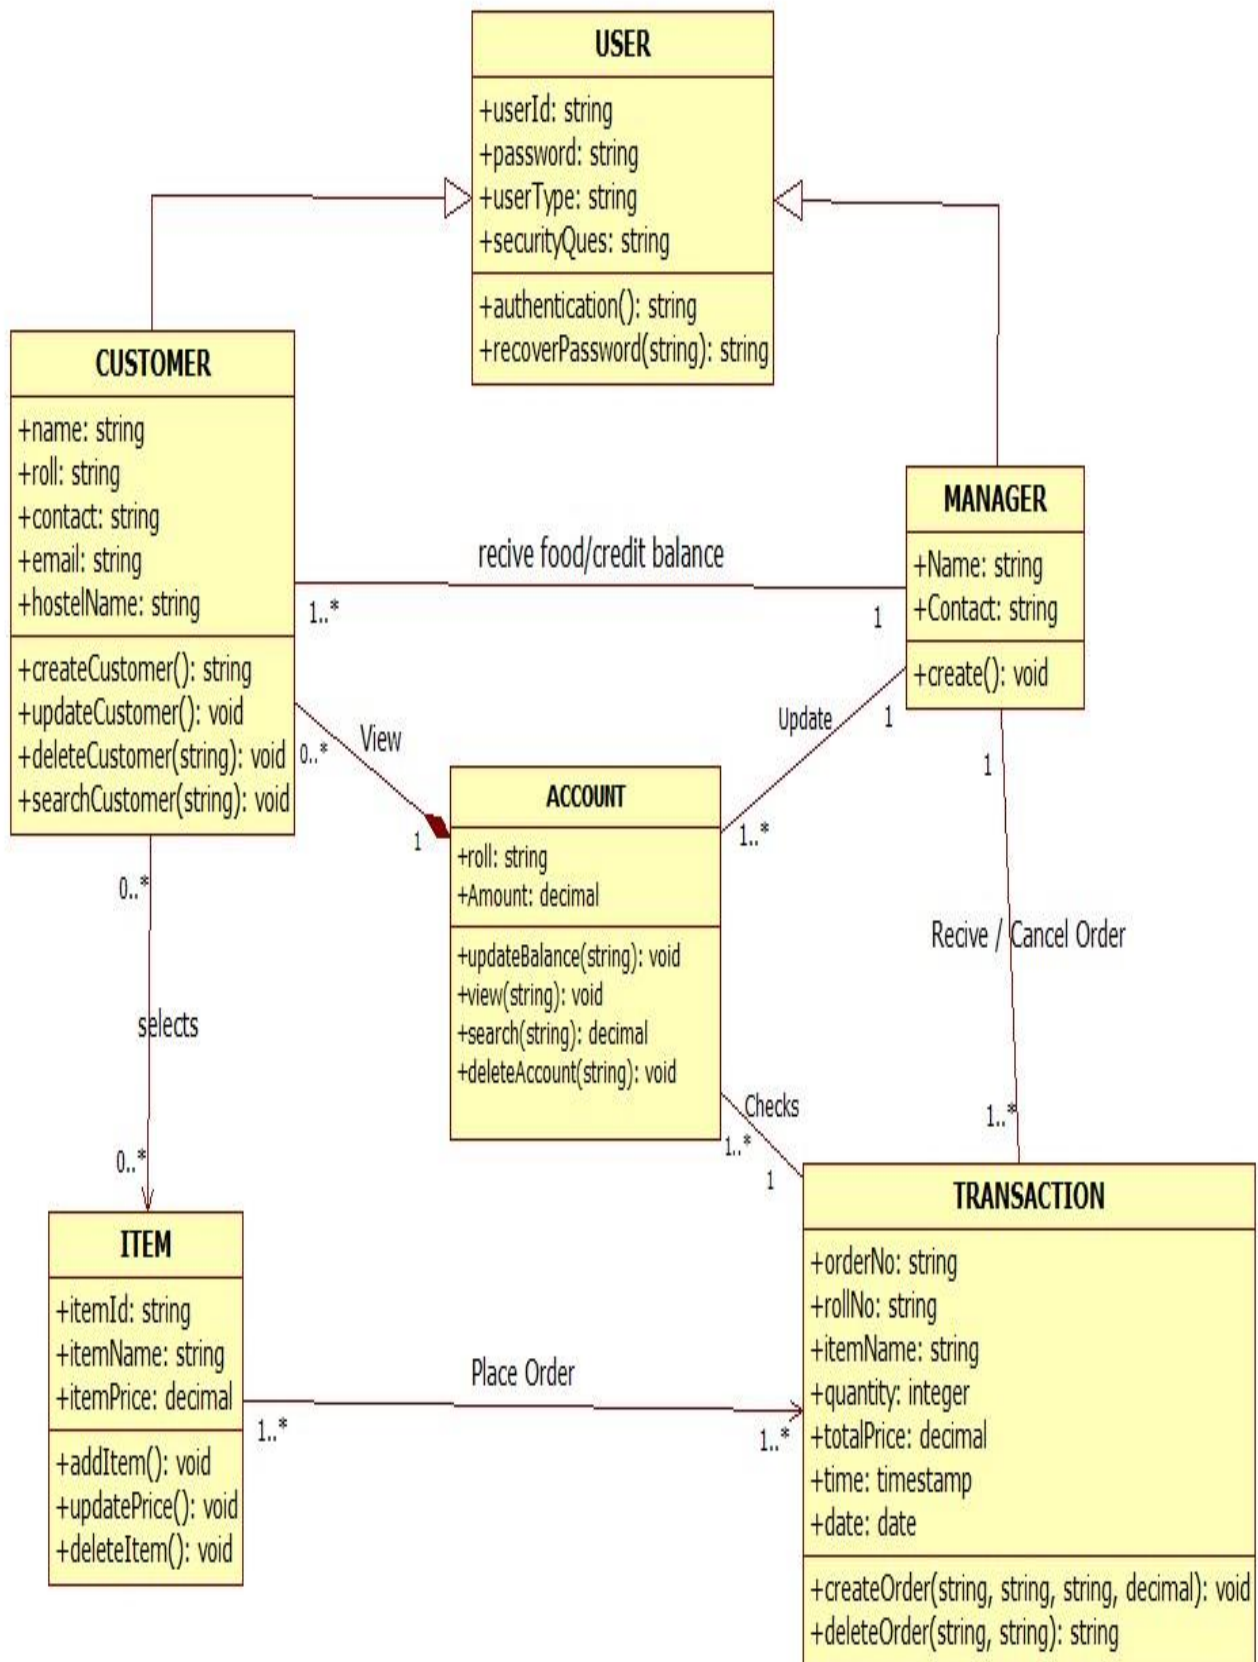 USER
+userId: string
+password: string
+userType: string
+securityQues: string
+authentication(): string
+recoverPassword(string): string
CUSTOMER
+name: string
+roll: string
+contact: string
+email: string
+hostelName: string
+createCustomer(): string
+updateCustomer(): void
+deleteCustomer(string): void
+searchCustomer(string): void
MANAGER
+Name: string
+Contact: string
+create(): void
recive food/credit balance
1..*
1
View
0..*
1
Update
1
1..*
ACCOUNT
+roll: string
+Amount: decimal
+updateBalance(string): void
+view(string): void
+search(string): decimal
+deleteAccount(string): void
1
Recive / Cancel Order
1..*
0..*
selects
0..*
Checks
1..*
1
ITEM
+itemId: string
+itemName: string
+itemPrice: decimal
+addItem(): void
+updatePrice(): void
+deleteItem(): void
Place Order
1..*
1..*
TRANSACTION
+orderNo: string
+rollNo: string
+itemName: string
+quantity: integer
+totalPrice: decimal
+time: timestamp
+date: date
+createOrder(string, string, string, decimal): void
+deleteOrder(string, string): string